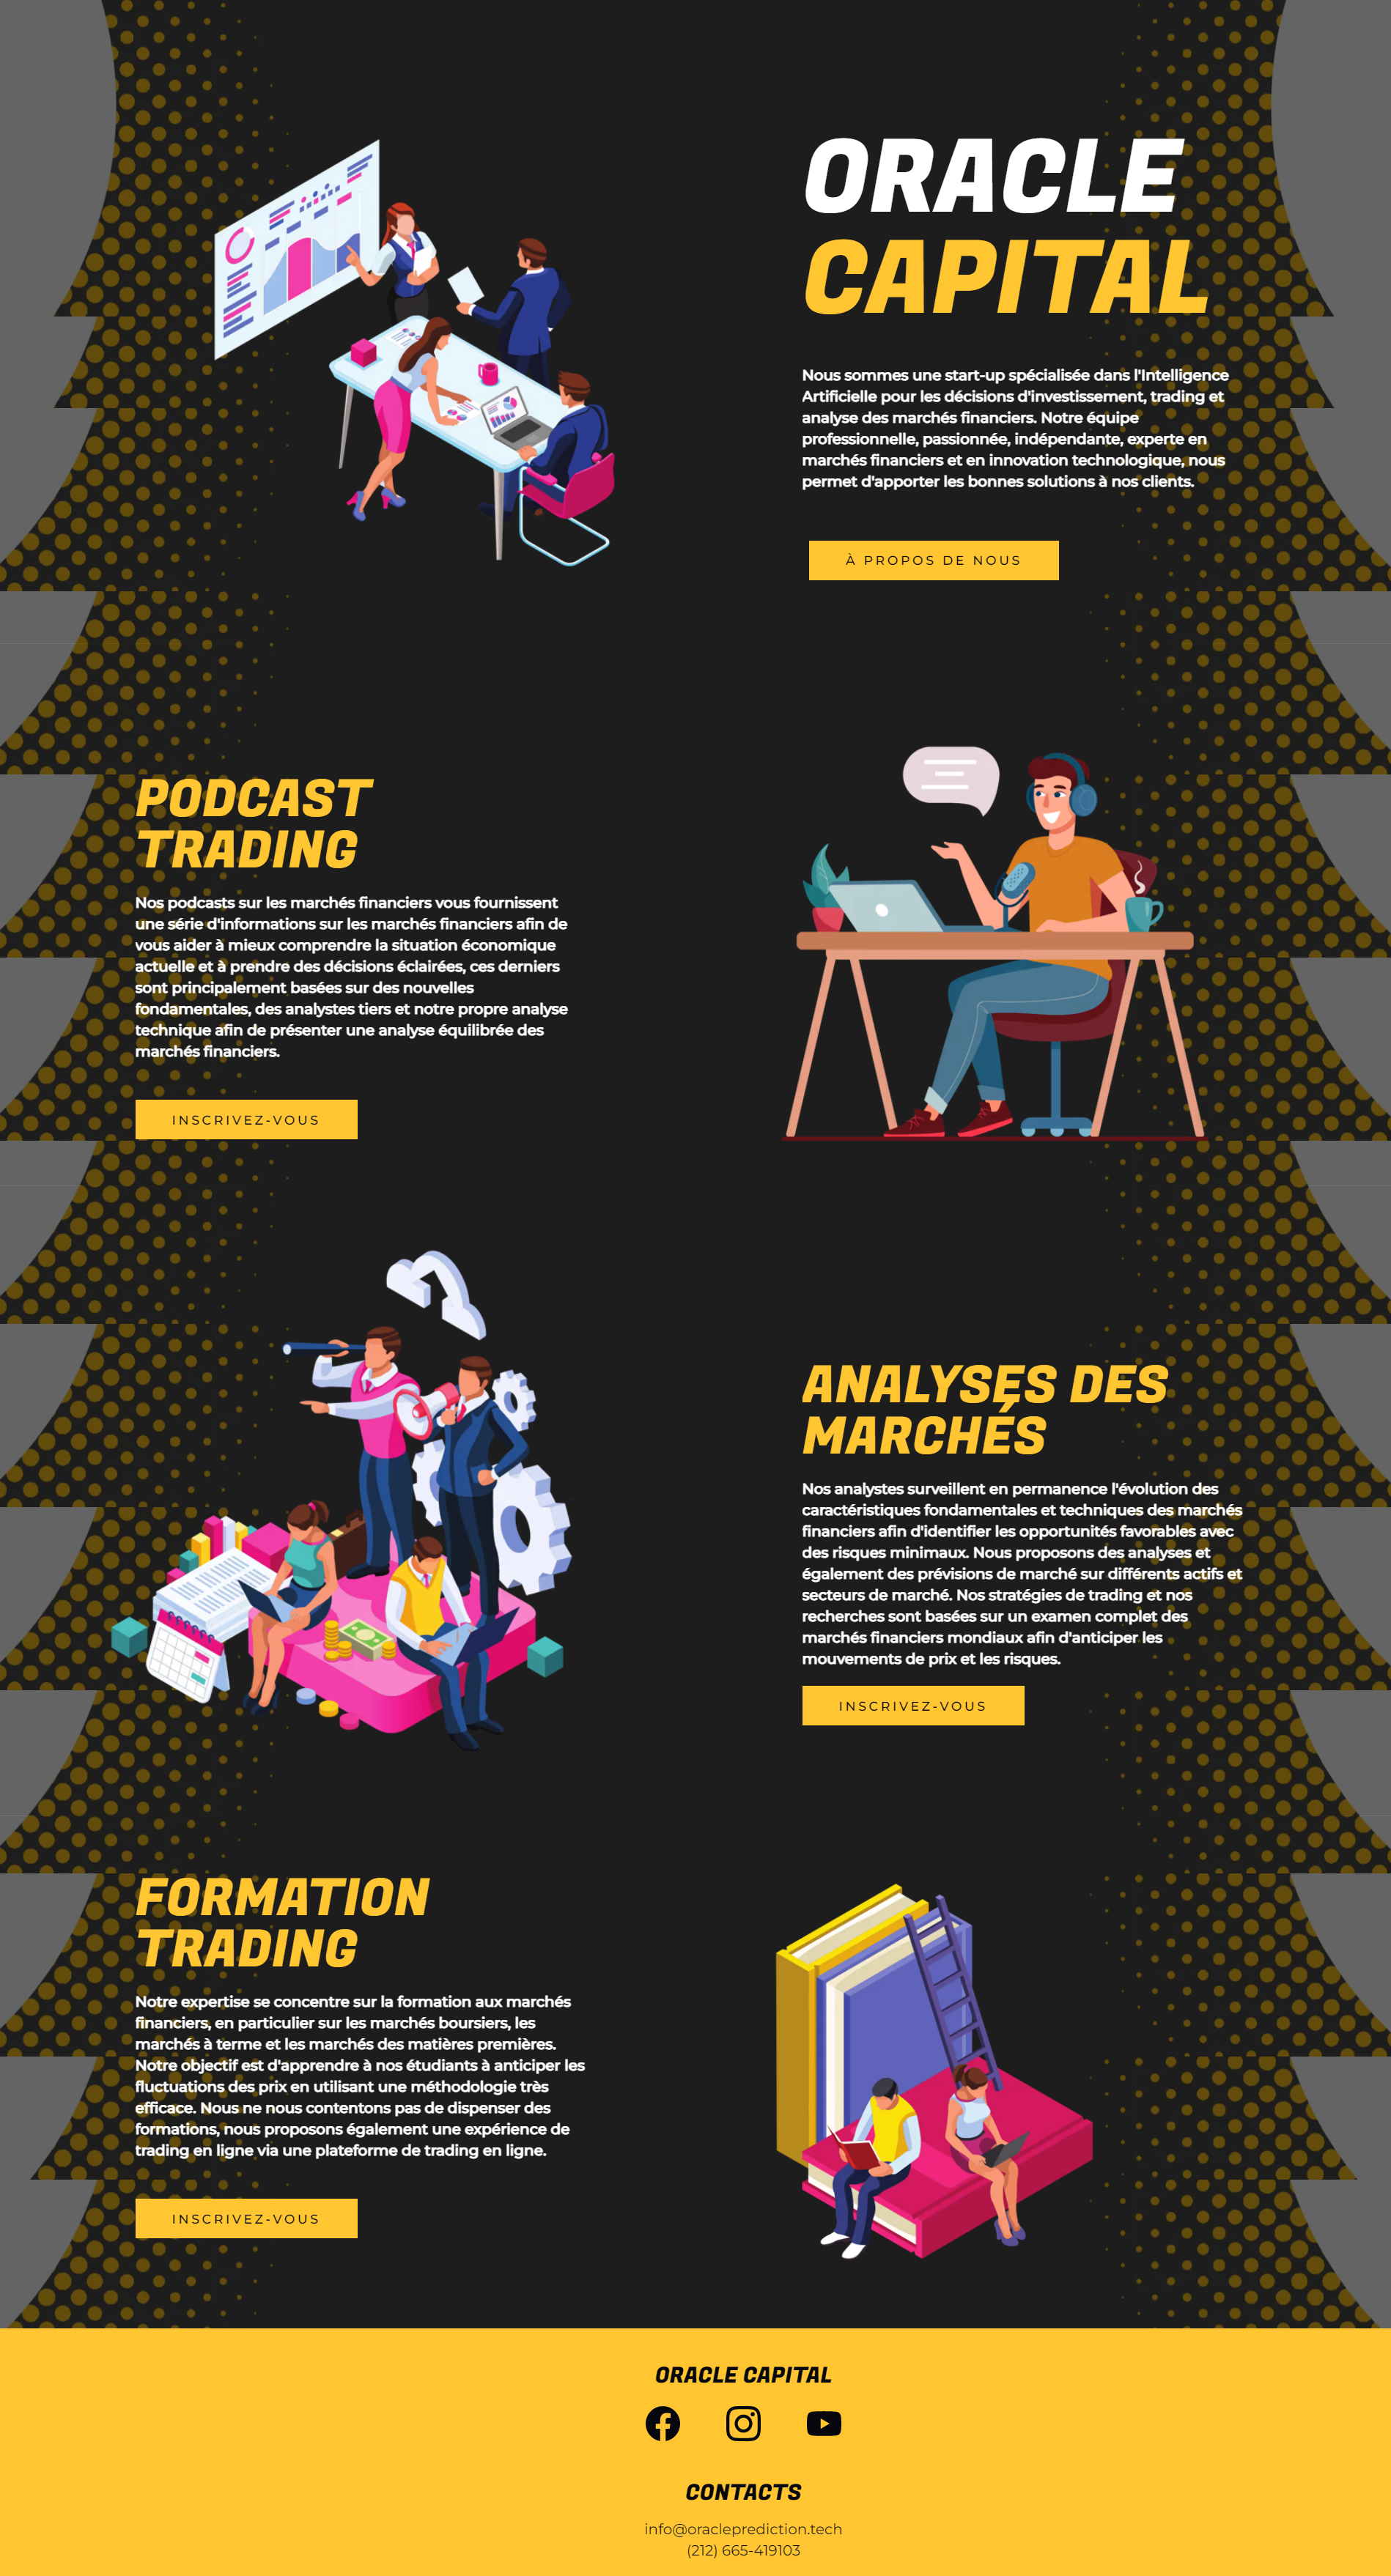 ORACLE
CAPITAL
Nous sommes une start-up spécialisée dans l'Intelligence
Artificielle pour les décisions d'investissement, trading et
analyse des marchés financiers. Notre équipe
professionnelle, passionnée, indépendante, experte en
marchés financiers et en innovation technologique, nous
permet d'apporter les bonnes solutions à nos clients.
À PROPOS DE NOUS
PODCAST
TRADING
Nos podcasts sur les marchés financiers vous fournissent
une série d'informations sur les marchés financiers afin de
vous aider à mieux comprendre la situation économique
actuelle et à prendre des décisions éclairées, ces derniers
sont principalement basées sur des nouvelles
fondamentales, des analystes tiers et notre propre analyse
technique afin de présenter une analyse équilibrée des
marchés financiers.
INSCRIVEZ-VOUS
ANALYSES DES
MARCHÉS
Nos analystes surveillent en permanence l'évolution des
caractéristiques fondamentales et techniques des marchés
financiers afin d'identifier les opportunités favorables avec
des risques minimaux. Nous proposons des analyses et
également des prévisions de marché sur différents actifs et
secteurs de marché. Nos stratégies de trading et nos
recherches sont basées sur un examen complet des
marchés financiers mondiaux afin d'anticiper les
mouvements de prix et les risques.
INSCRIVEZ-VOUS
FORMATION
TRADING
Notre expertise se concentre sur la formation aux marchés
financiers, en particulier sur les marchés boursiers, les
marchés à terme et les marchés des matières premières.
Notre objectif est d'apprendre à nos étudiants à anticiper les
fluctuations des prix en utilisant une méthodologie très
efficace. Nous ne nous contentons pas de dispenser des
formations, nous proposons également une expérience de
trading en ligne via une plateforme de trading en ligne.
INSCRIVEZ-VOUS
ORACLE CAPITAL
CONTACTS
info@oracleprediction.tech
(212) 665-419103